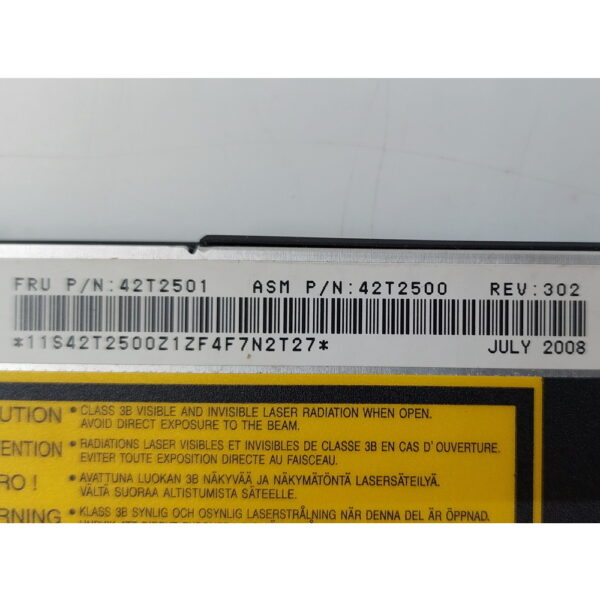 FRU P/N:42T2501 ASM P/N:42T2500 REV:302
*11S42T2500Z1ZF4F7N2T27*
JULY 2008
UTION • CLASS 3B VISIBLE AND INVISIBLE LASER RADIATION WHEN OPEN.
AVOID DIRECT EXPOSURE TO THE BEAM.
TENTION • RADIATIONS LASER VISIBLES ET INVISIBLES DE CLASSE 3B EN CAS D'OUVERTURE.
EVITER TOUTE EXPOSITION DIRECTE AU FAISCEAU.
RO! • AVATTUNA LUOKAN 3B NÄKYVÄÄ JA NÄKYMÄTÖNTÄ LASERSÄTEILYÄ.
VÄLTÄ SUORAA ALTISTUMISTA SÄTEELLE.
RNING • KLASS 3B SYNLIG OCH OSYNLIG LASERSTRÅLNING NÄR DENNA DEL ÄR ÖPPNAD.